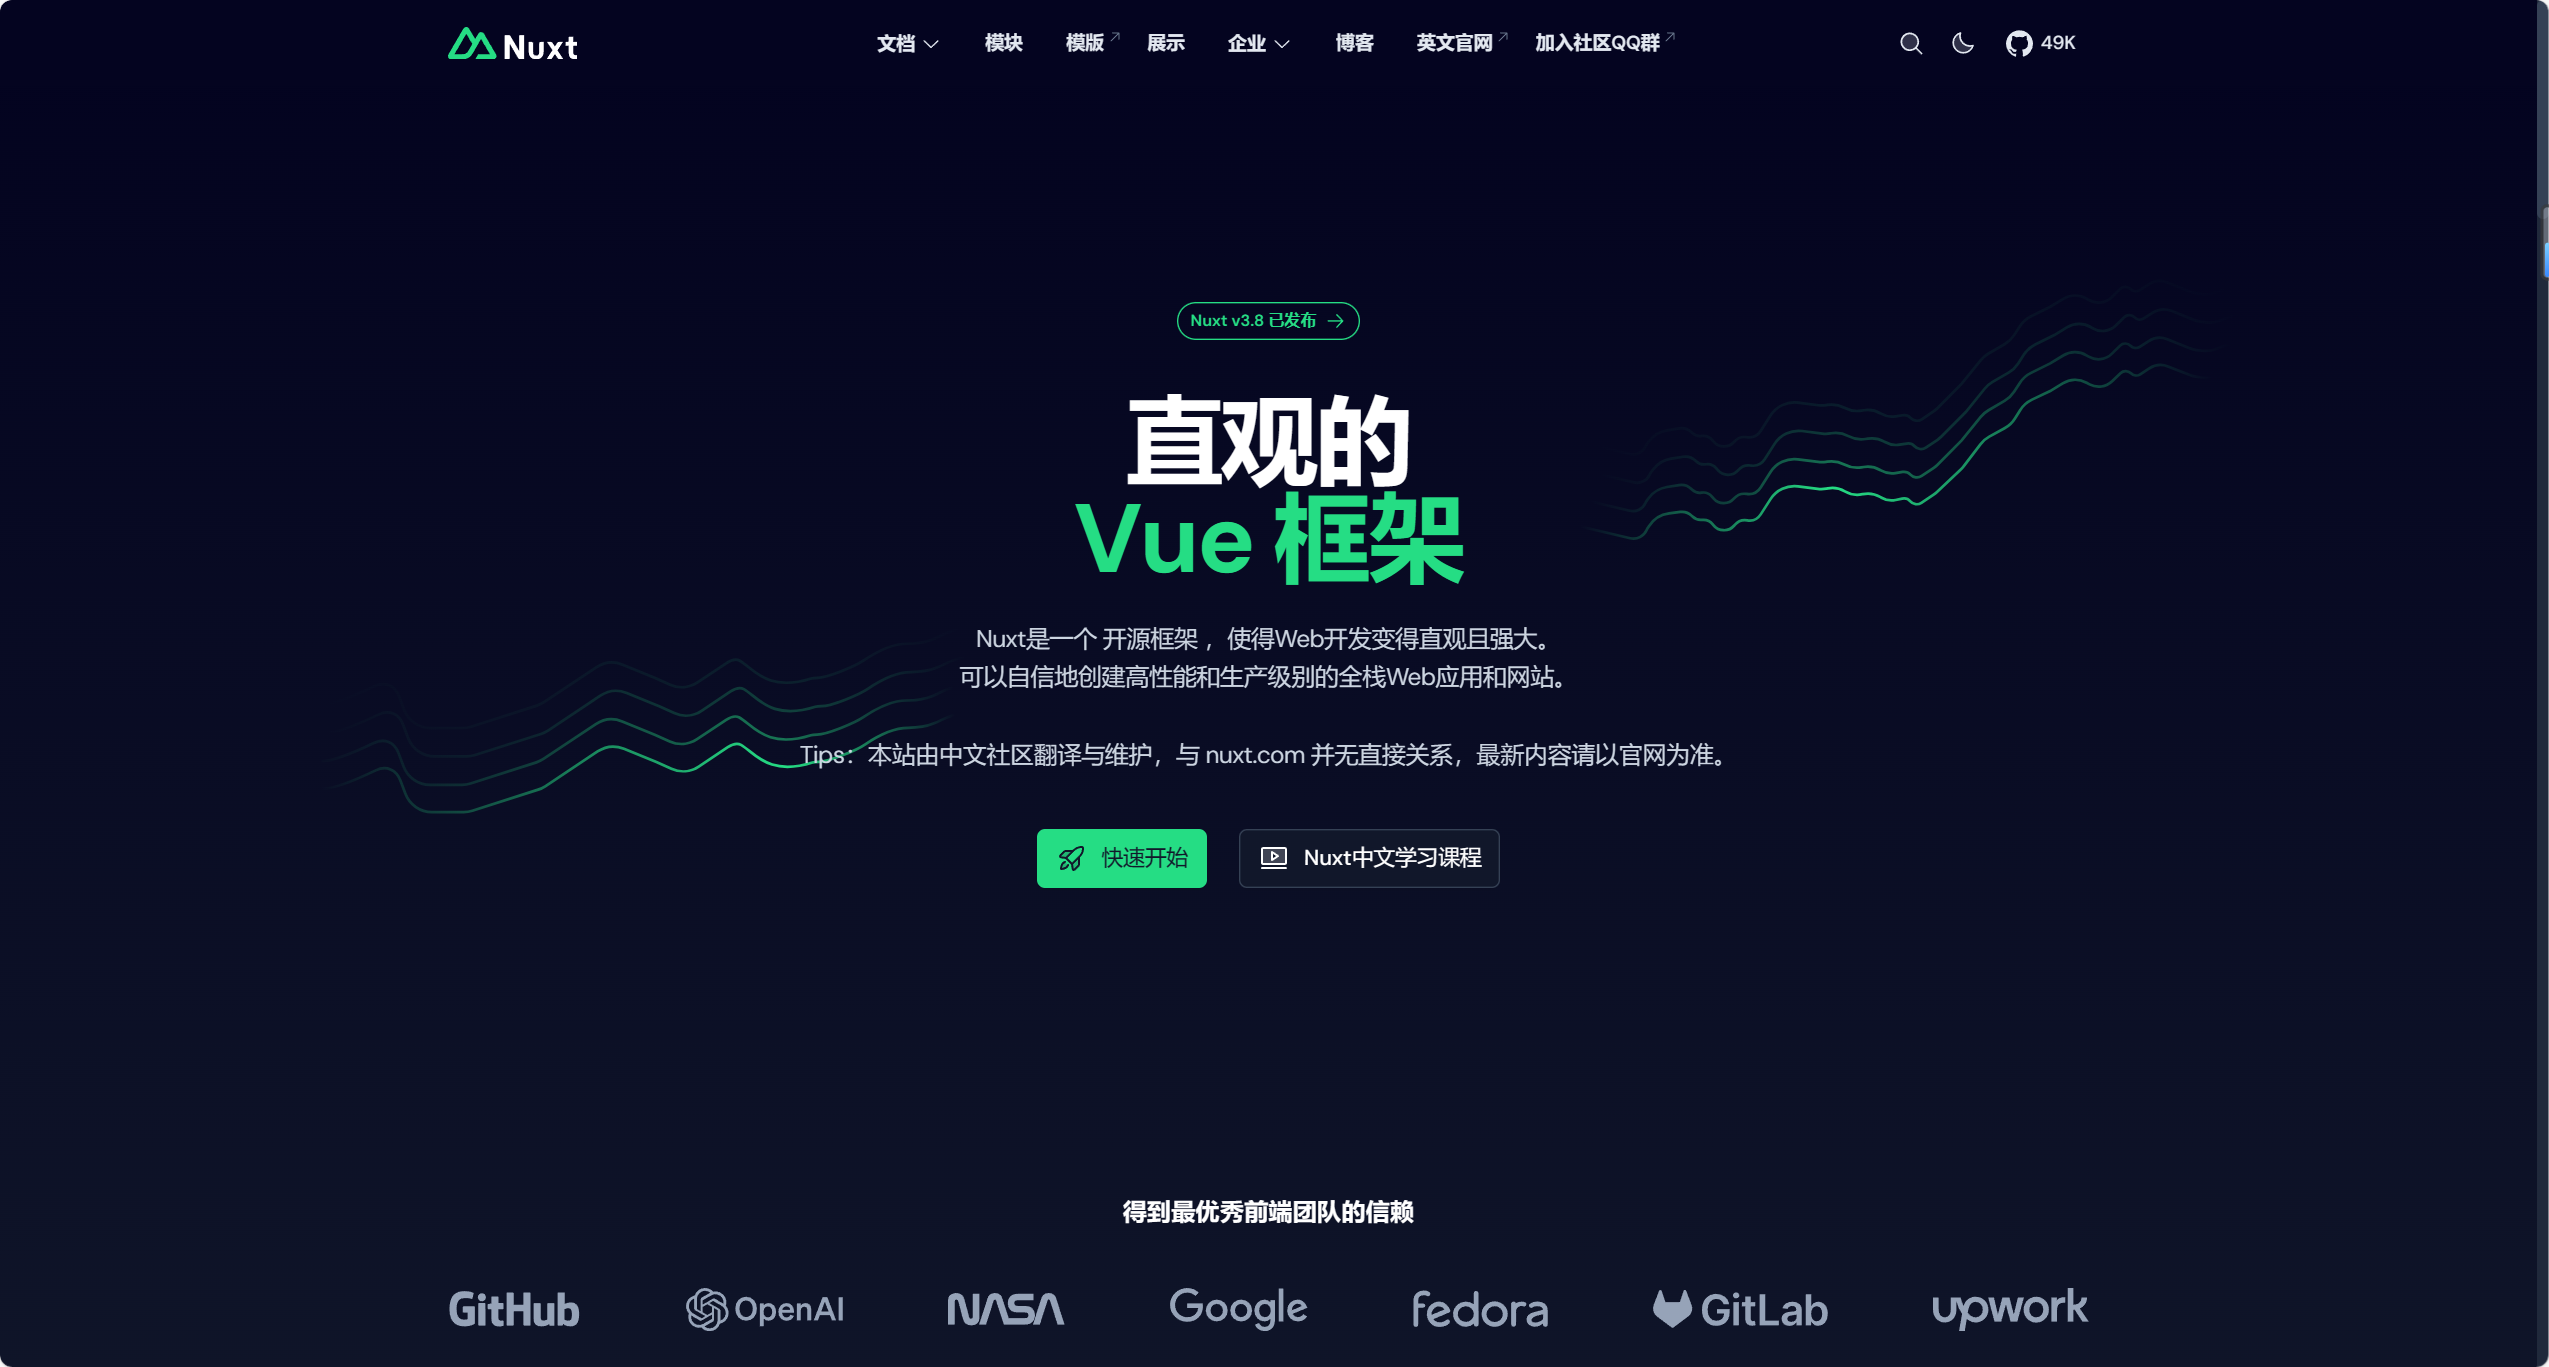 Nuxt
文档 模块 模版 展示 企业 博客 英文官网 加入社区QQ群
49K
Nuxt v3.8 已发布
直观的
Vue 框架
Nuxt是一个 开源框架 ，使得Web开发变得直观且强大。
可以自信地创建高性能和生产级别的全栈Web应用和网站。
Tips：本站由中文社区翻译与维护，与 nuxt.com 并无直接关系，最新内容请以官网为准。
快速开始
Nuxt中文学习课程
得到最优秀前端团队的信赖
GitHub OpenAI NASA Google fedora GitLab upwork